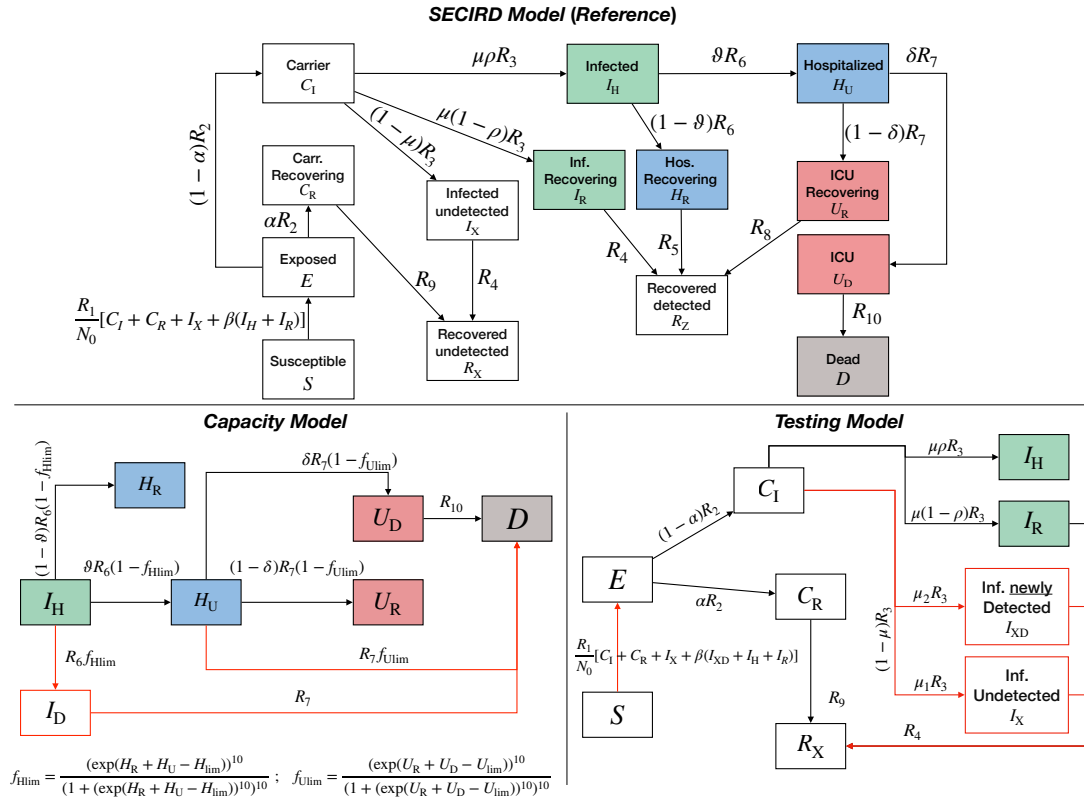 SECIRD Model (Reference)
Carrier
C_I
μρR_3
Infected
I_H
ϑR_6
Hospitalized
H_U
δR_7
(1 − α)R_2
(1 − μ)R_3
μ(1 − ρ)R_3
(1 − ϑ)R_6
(1 − δ)R_7
Carr.
Recovering
C_R
Infected
undetected
I_X
Inf.
Recovering
I_R
Hos.
Recovering
H_R
ICU
Recovering
U_R
αR_2
Exposed
E
R_9
R_4
R_4
R_5
R_8
ICU
U_D
Recovered
detected
R_Z
R_10
R_1/N_0 [C_I + C_R + I_X + β(I_H + I_R)]
Susceptible
S
Recovered
undetected
R_X
Dead
D
Capacity Model
(1 − ϑ)R_6(1 − f_Hlim)
H_R
δR_7(1 − f_Ulim)
U_D
R_10
D
ϑR_6(1 − f_Hlim)
(1 − δ)R_7(1 − f_Ulim)
I_H
H_U
U_R
R_6 f_Hlim
R_7 f_Ulim
I_D
R_7
f_Hlim = (exp(H_R + H_U − H_lim))^10 / (1 + (exp(H_R + H_U − H_lim))^10)^10 ; f_Ulim = (exp(U_R + U_D − U_lim))^10 / (1 + (exp(U_R + U_D − U_lim))^10)^10
Testing Model
μρR_3
I_H
C_I
(1 − α)R_2
μ(1 − ρ)R_3
I_R
E
αR_2
C_R
(1 − μ)R_3
μ_2R_3
Inf. newly
Detected
I_XD
R_1/N_0 [C_I + C_R + I_X + β(I_XD + I_H + I_R)]
μ_1R_3
Inf.
Undetected
I_X
S
R_9
R_X
R_4